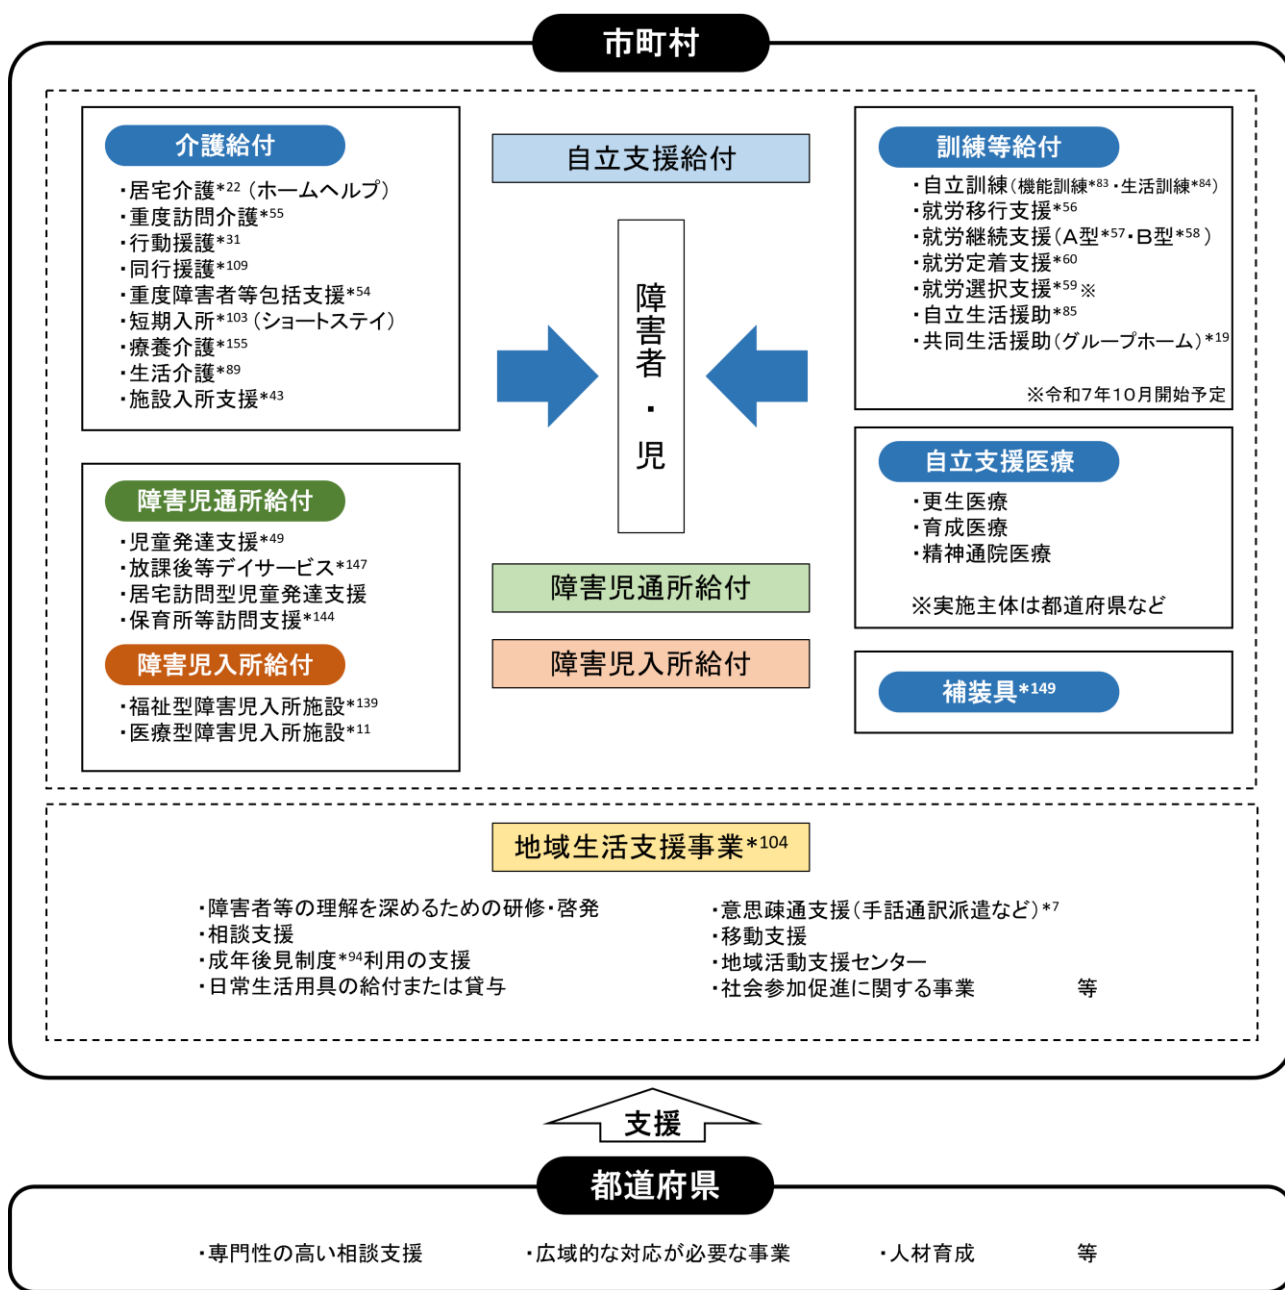 市町村
介護給付
・居宅介護*22 (ホームヘルプ)
・重度訪問介護*55
・行動援護*31
・同行援護*109
・重度障害者等包括支援*54
・短期入所*103(ショートステイ)
・療養介護*155
・生活介護*89
・施設入所支援*43
障害児通所給付
・児童発達支援*49
・放課後等デイサービス*147
・居宅訪問型児童発達支援
・保育所等訪問支援*144
障害児入所給付
・福祉型障害児入所施設*139
・医療型障害児入所施設*11
自立支援給付
障害者・児
障害児通所給付
障害児入所給付
訓練等給付
・自立訓練(機能訓練*83・生活訓練*84)
・就労移行支援*56
・就労継続支援(A型*57・B型*58)
・就労定着支援*60
・就労選択支援*59※
・自立生活援助*85
・共同生活援助(グループホーム)*19
※令和7年10月開始予定
自立支援医療
・更生医療
・育成医療
・精神通院医療
※実施主体は都道府県など
補装具*149
地域生活支援事業*104
・障害者等の理解を深めるための研修・啓発
・相談支援
・成年後見制度*94利用の支援
・日常生活用具の給付または貸与
・意思疎通支援(手話通訳派遣など)*7
・移動支援
・地域活動支援センター
・社会参加促進に関する事業 等
支援
都道府県
・専門性の高い相談支援 ・広域的な対応が必要な事業 ・人材育成 等